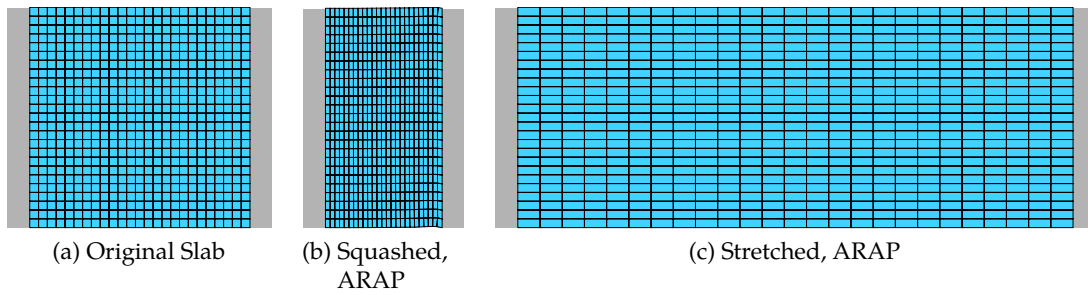 (a) Original Slab
(b) Squashed,
ARAP
(c) Stretched, ARAP